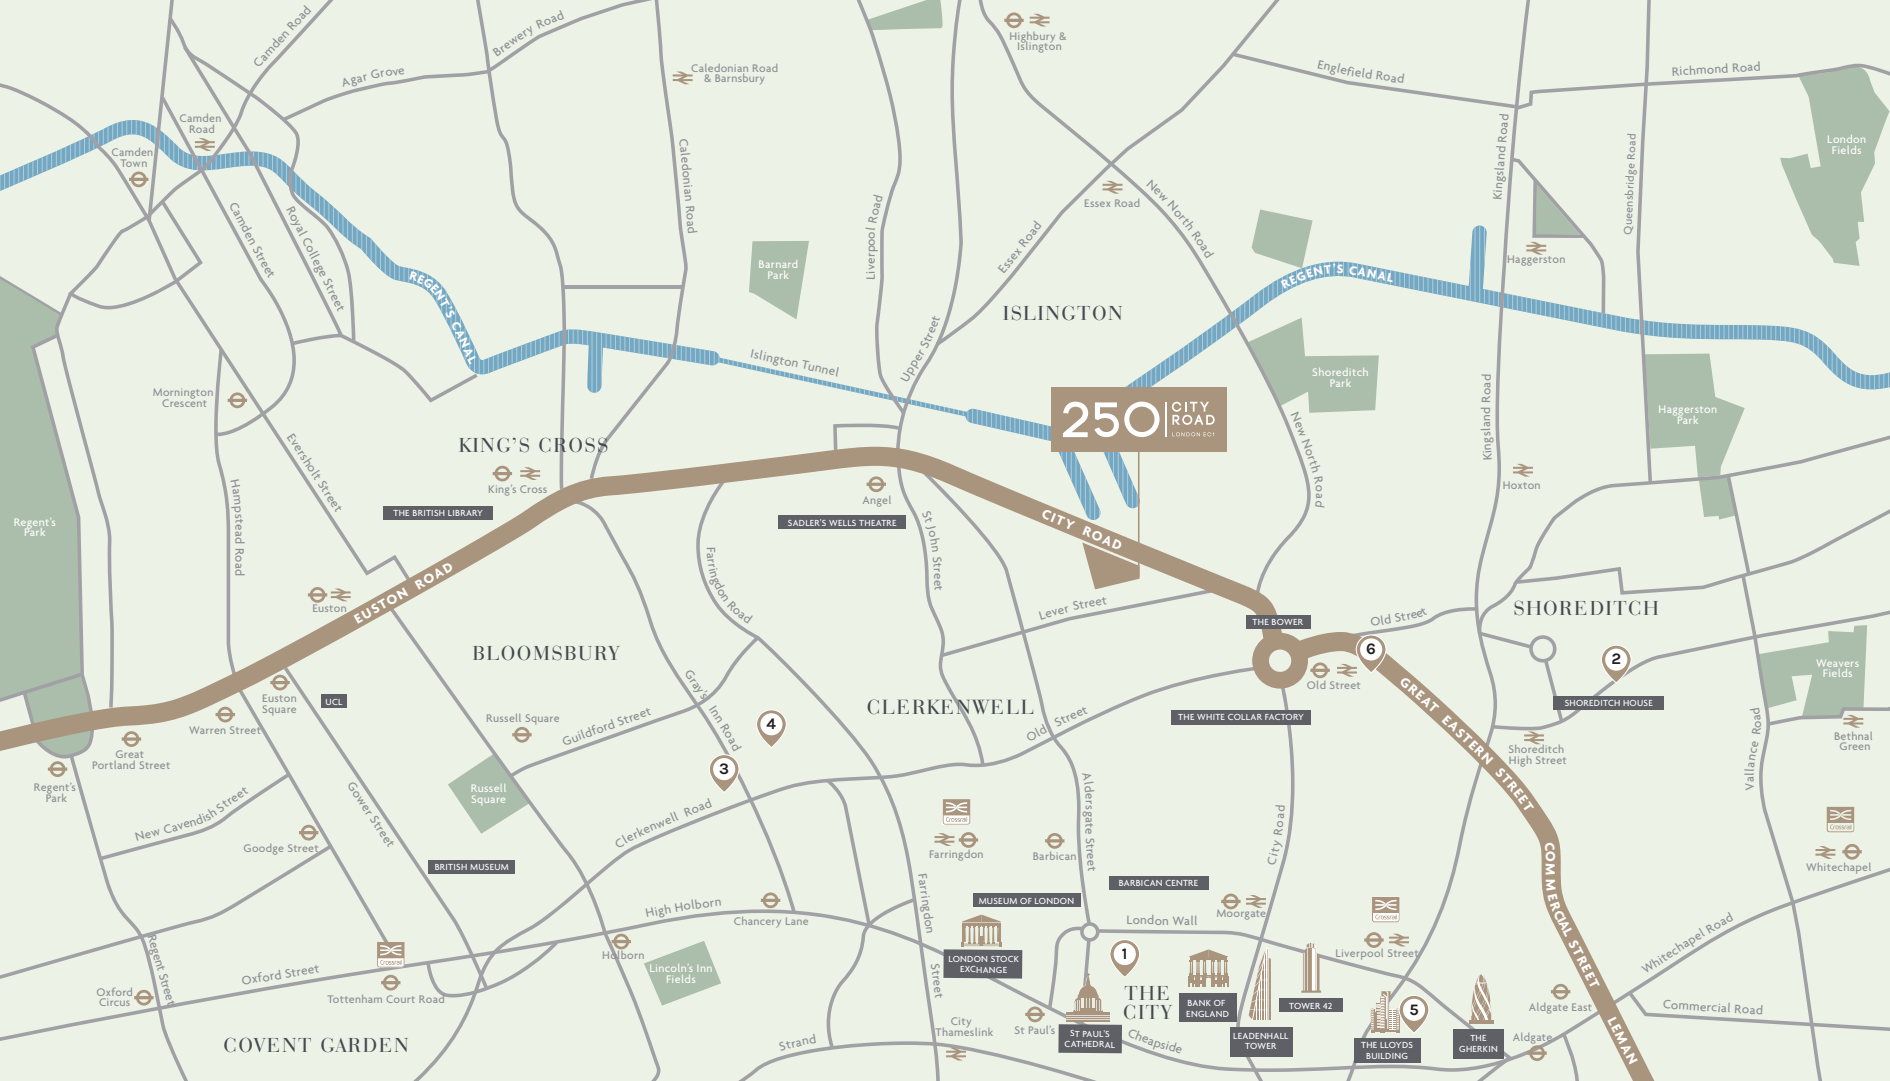 Camden Road
Brewery Road
Highbury &
Islington
Agar Grove
Caledonian Road
& Barnsbury
Englefield Road
Richmond Road
Camden
Road
Camden
Town
Caledonian Road
Kingsland Road
Queensbridge Road
London
Fields
Essex Road
New North Road
Liverpool Road
Essex Road
Camden Street
Royal College Street
REGENT'S CANAL
Barnard
Park
REGENT'S CANAL
Haggerston
ISLINGTON
Islington Tunnel
Upper Street
Shoreditch
Park
Mornington
Crescent
250 CITY
ROAD
LONDON EC1
New North Road
Kingsland Road
Haggerston
Park
Eversholt Street
KING'S CROSS
King's Cross
Angel
Hoxton
Hampstead Road
THE BRITISH LIBRARY
SADLER'S WELLS THEATRE
St John Street
CITY ROAD
Regent's
Park
Farringdon Road
EUSTON ROAD
Euston
Lever Street
THE BOWER
Old Street
SHOREDITCH
BLOOMSBURY
6
2
Weavers
Fields
Old Street
Euston
Square
UCL
Gray's Inn Road
GREAT EASTERN STREET
SHOREDITCH HOUSE
CLERKENWELL
THE WHITE COLLAR FACTORY
Warren Street
Russell Square
Guildford Street
4
Old Street
Vallance Road
Bethnal
Green
Great
Portland Street
Shoreditch
High Street
3
Regent's
Park
Russell
Square
New Cavendish Street
Gower Street
Clerkenwell Road
Aldersgate Street
City Road
Crossrail
Crossrail
Goodge Street
Farringdon
Barbican
Whitechapel
BRITISH MUSEUM
COMMERCIAL STREET
BARBICAN CENTRE
MUSEUM OF LONDON
Farringdon Street
High Holborn
Chancery Lane
London Wall
Moorgate
Crossrail
Liverpool Street
Whitechapel Road
Regent Street
Crossrail
Holborn
LONDON STOCK
EXCHANGE
1
Oxford Street
Lincoln's Inn
Fields
Oxford
Circus
Tottenham Court Road
THE
CITY
BANK OF
ENGLAND
TOWER 42
5
Aldgate East
Commercial Road
City
Thameslink
St Paul's
ST PAUL'S
CATHEDRAL
Cheapside
LEADENHALL
TOWER
THE LLOYDS
BUILDING
THE
GHERKIN
Aldgate
LEMAN
COVENT GARDEN
Strand